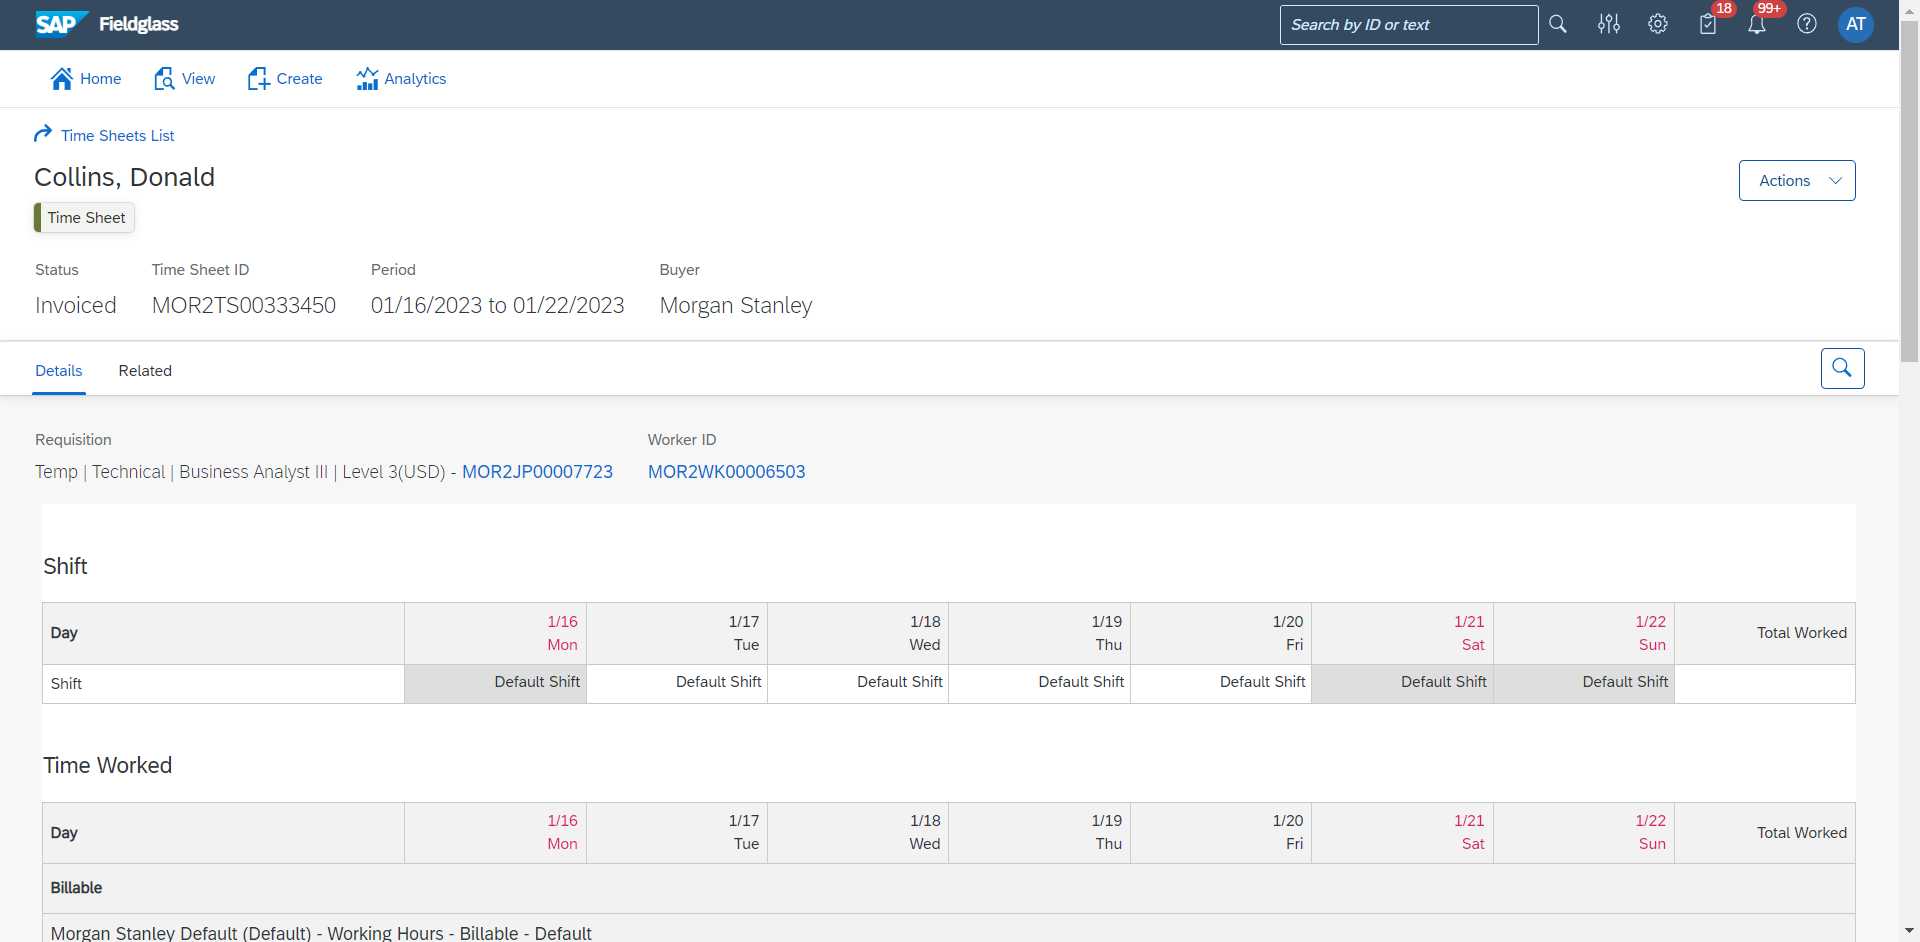 SAP Fieldglass
Search by ID or text
18
99+
AT
Home View Create Analytics
Time Sheets List
Collins, Donald
Actions
Time Sheet
Status Time Sheet ID Period Buyer
Invoiced MOR2TS00333450 01/16/2023 to 01/22/2023 Morgan Stanley
Details Related
Requisition Worker ID
Temp | Technical | Business Analyst III | Level 3(USD) - MOR2JP00007723 MOR2WK00006503
Shift
Day 1/16 Mon 1/17 Tue 1/18 Wed 1/19 Thu 1/20 Fri 1/21 Sat 1/22 Sun Total Worked
Shift Default Shift Default Shift Default Shift Default Shift Default Shift Default Shift Default Shift
Time Worked
Day 1/16 Mon 1/17 Tue 1/18 Wed 1/19 Thu 1/20 Fri 1/21 Sat 1/22 Sun Total Worked
Billable
Morgan Stanley Default (Default) - Working Hours - Billable - Default